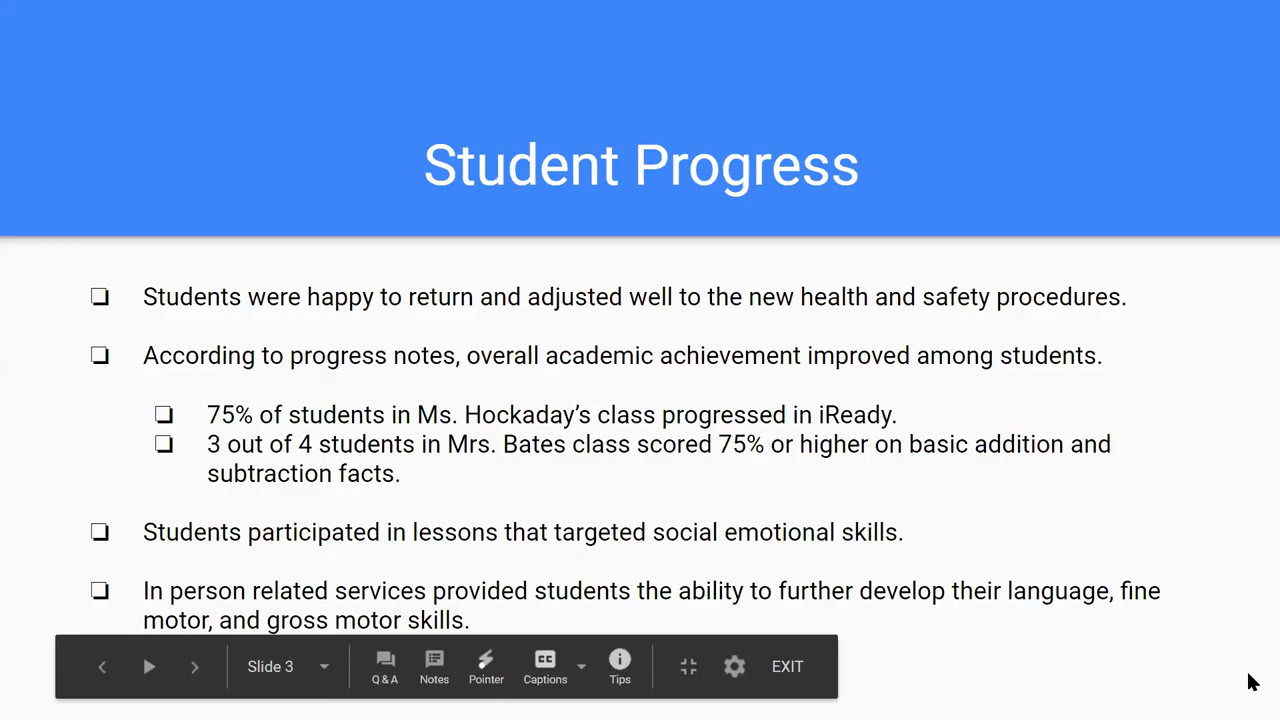 Student Progress
❏ Students were happy to return and adjusted well to the new health and safety procedures.
❏ According to progress notes, overall academic achievement improved among students.
❏ 75% of students in Ms. Hockaday’s class progressed in iReady.
❏ 3 out of 4 students in Mrs. Bates class scored 75% or higher on basic addition and
subtraction facts.
❏ Students participated in lessons that targeted social emotional skills.
❏ In person related services provided students the ability to further develop their language, fine
motor, and gross motor skills.
Slide 3
Q & A Notes Pointer Captions Tips
EXIT